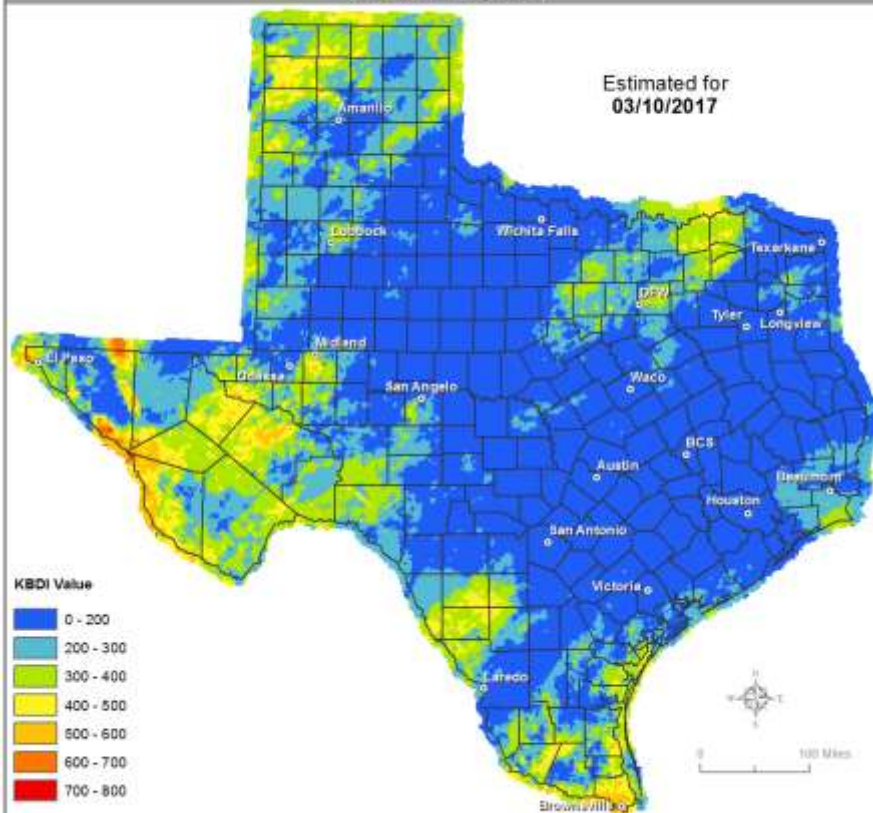 Estimated for
03/10/2017
Amarillo
Lubbock
Wichita Falls
Texarkana
DFW
Tyler
Longview
El Paso
Midland
Odessa
San Angelo
Waco
BCS
Austin
Beaumont
Houston
San Antonio
Victoria
Laredo
Brownsville
KBDI Value
0 - 200
200 - 300
300 - 400
400 - 500
500 - 600
600 - 700
700 - 800
N
W E
S
0 100 Miles